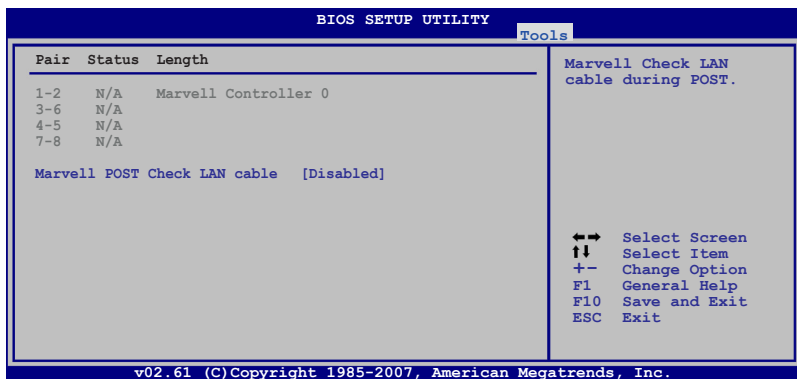 BIOS SETUP UTILITY
Tools
Pair Status Length
1-2 N/A Marvell Controller 0
3-6 N/A
4-5 N/A
7-8 N/A
Marvell POST Check LAN cable [Disabled]
Marvell Check LAN
cable during POST.
←→ Select Screen
↑↓ Select Item
+- Change Option
F1 General Help
F10 Save and Exit
ESC Exit
v02.61 (C)Copyright 1985-2007, American Megatrends, Inc.